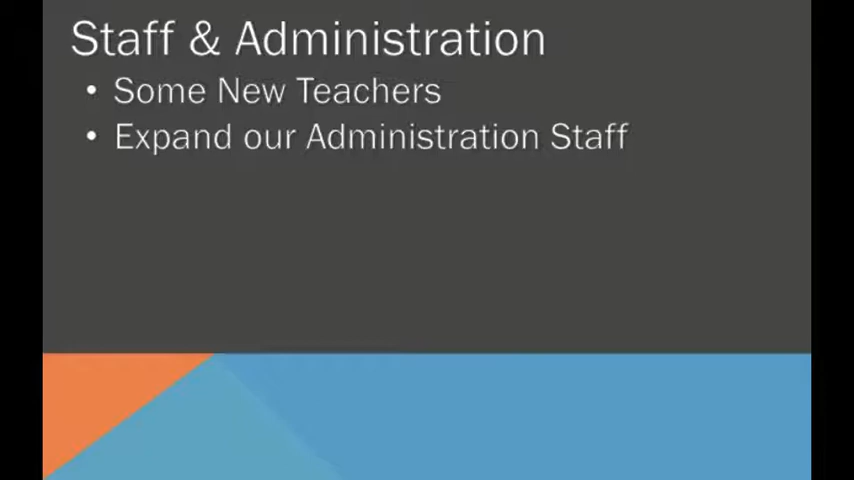 Staff & Administration
• Some New Teachers
• Expand our Administration Staff